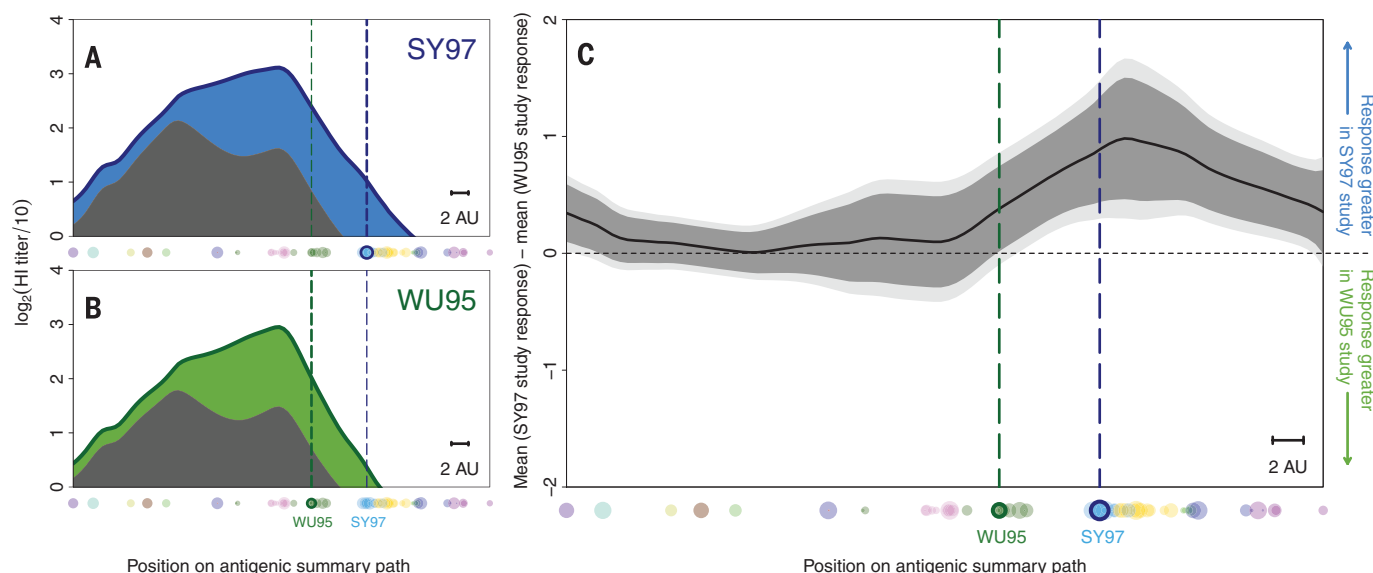 A
SY97
4
3
2
1
0
2 AU
B
WU95
4
3
2
1
0
2 AU
log2(HI titer/10)
WU95
SY97
Position on antigenic summary path
C
2
1
0
−1
−2
Mean (SY97 study response) − mean (WU95 study response)
2 AU
WU95
SY97
Position on antigenic summary path
Response greater
in SY97 study
Response greater
in WU95 study